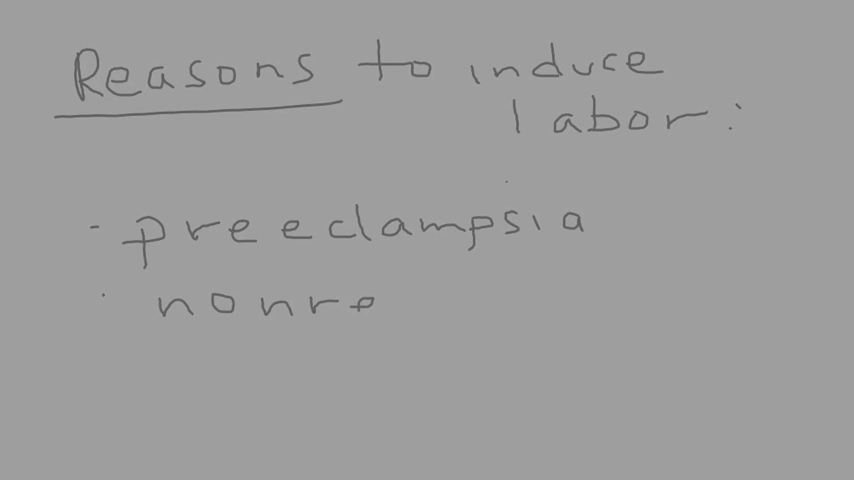 Reasons to induce
labor:
- preeclampsia
nonre